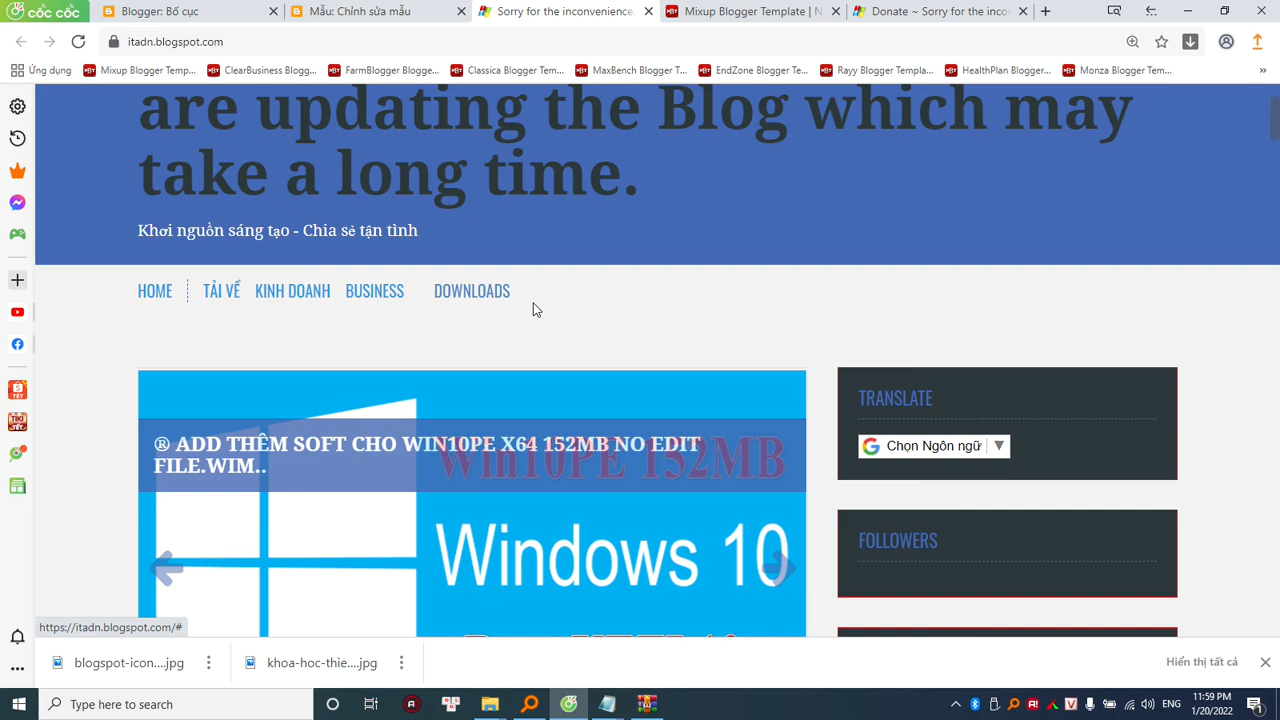 cốc cốc
Blogger: Bố cục
Mẫu: Chỉnh sửa mẫu
Sorry for the inconvenience.
Mixup Blogger Template | N
Donate ~ Sorry for the incor
itadn.blogspot.com
Ứng dụng
Mixup Blogger Temp...
ClearBusiness Blogg...
FarmBlogger Blogge...
Classica Blogger Tem...
MaxBench Blogger T...
EndZone Blogger Te...
Rayy Blogger Templa...
HealthPlan Blogger...
Monza Blogger Tem...
are updating the Blog which may
take a long time.
Khơi nguồn sáng tạo - Chia sẻ tận tình
HOME
TẢI VỀ
KINH DOANH
BUSINESS
DOWNLOADS
® ADD THÊM SOFT CHO WIN10PE X64 152MB NO EDIT
FILE.WIM..
Win10PE 152MB
Windows 10
TRANSLATE
Chọn Ngôn ngữ
FOLLOWERS
https://itadn.blogspot.com/#
blogspot-icon....jpg
khoa-hoc-thie....jpg
Hiển thị tất cả
Type here to search
ENG
11:59 PM
1/20/2022